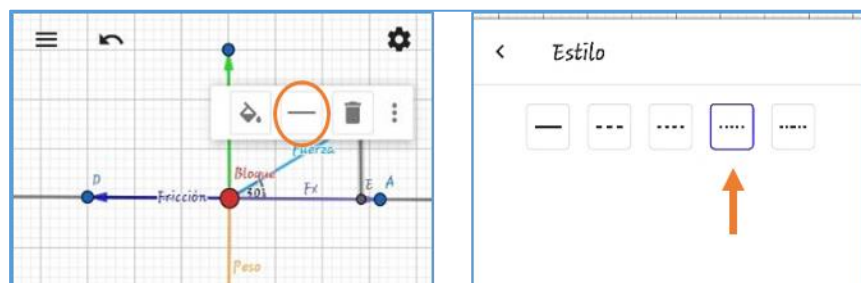 D
Fuerza
Bloque
Fricción
30°
Fx
E
A
Peso
Estilo